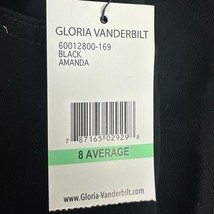 GLORIA VANDERBILT
60012800-169
BLACK
AMANDA
7 87165 02929 8
8 AVERAGE
www.Gloria-Vanderbilt.com